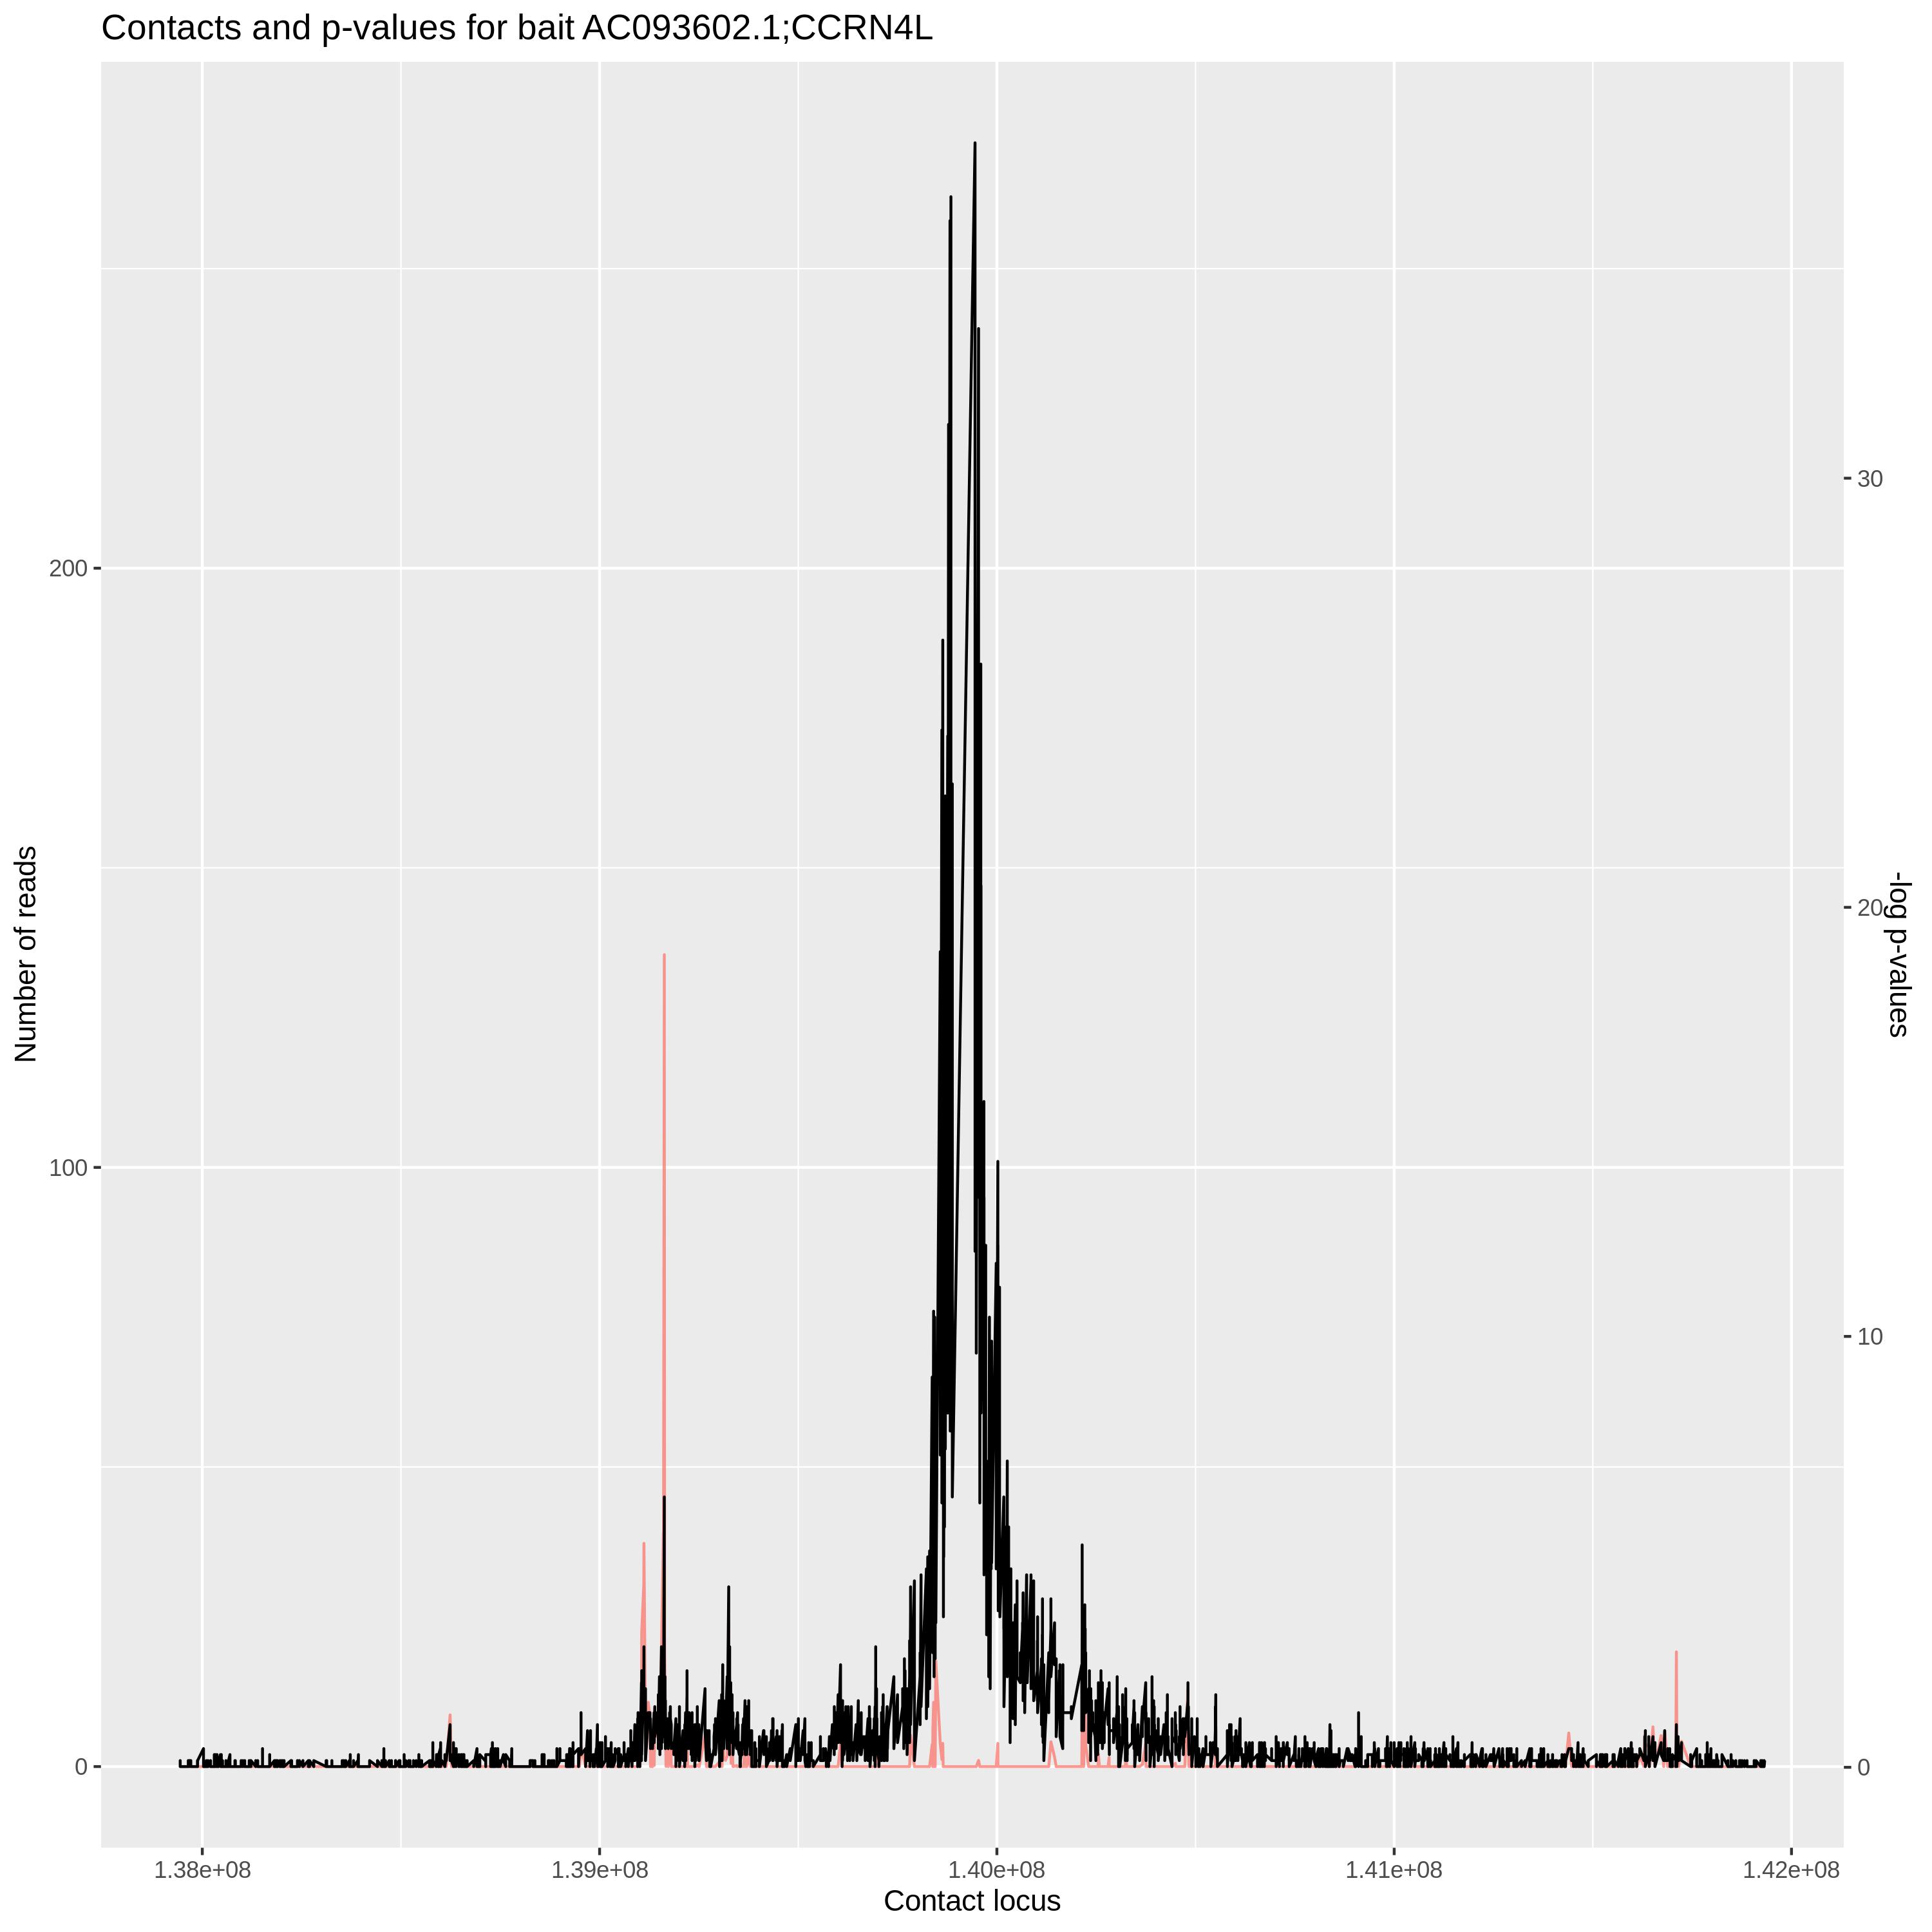 Contacts and p-values for bait AC093602.1;CCRN4L
Number of reads
200
100
0
30
20
10
0
-log p-values
1.38e+08 1.39e+08 1.40e+08 1.41e+08 1.42e+08
Contact locus